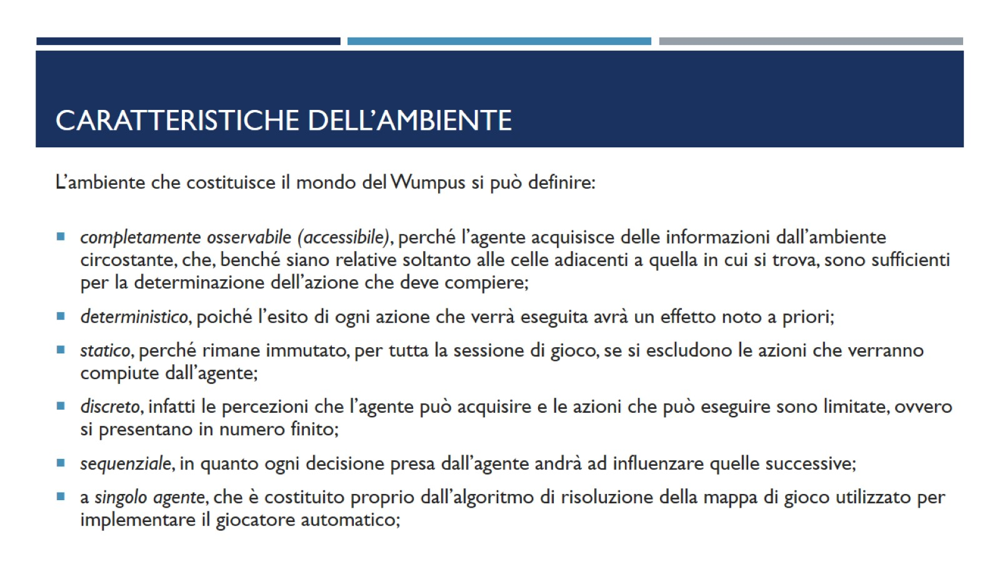 CARATTERISTICHE DELL’AMBIENTE
L’ambiente che costituisce il mondo del Wumpus si può definire:
completamente osservabile (accessibile), perché l’agente acquisisce delle informazioni dall’ambiente
circostante, che, benché siano relative soltanto alle celle adiacenti a quella in cui si trova, sono sufficienti
per la determinazione dell’azione che deve compiere;
deterministico, poiché l’esito di ogni azione che verrà eseguita avrà un effetto noto a priori;
statico, perché rimane immutato, per tutta la sessione di gioco, se si escludono le azioni che verranno
compiute dall’agente;
discreto, infatti le percezioni che l’agente può acquisire e le azioni che può eseguire sono limitate, ovvero
si presentano in numero finito;
sequenziale, in quanto ogni decisione presa dall’agente andrà ad influenzare quelle successive;
a singolo agente, che è costituito proprio dall’algoritmo di risoluzione della mappa di gioco utilizzato per
implementare il giocatore automatico;